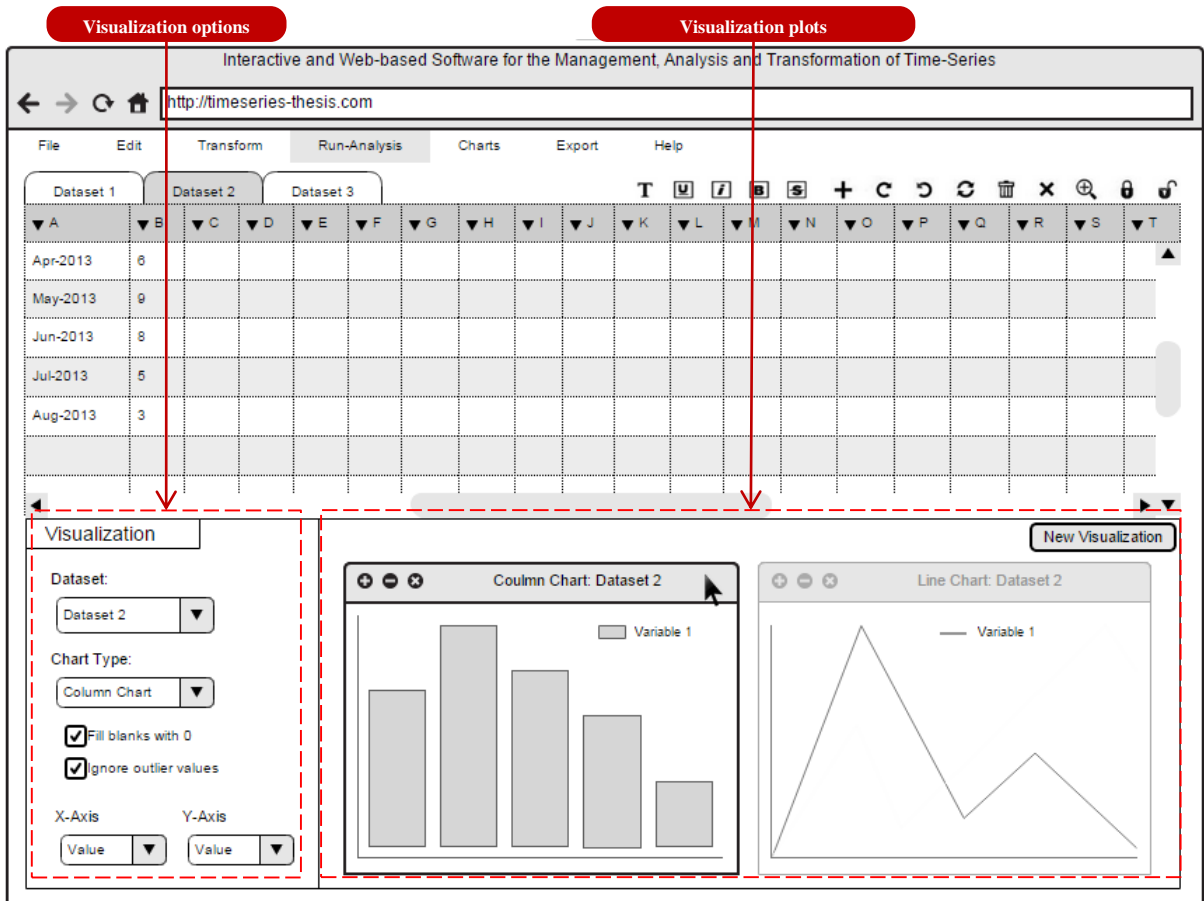 Visualization options
Visualization plots
Interactive and Web-based Software for the Management, Analysis and Transformation of Time-Series
http://timeseries-thesis.com
File Edit Transform Run-Analysis Charts Export Help
Dataset 1 Dataset 2 Dataset 3 T U i B S
A B C D E F G H I J K L M N O P Q R S T
Apr-2013 6
May-2013 9
Jun-2013 8
Jul-2013 5
Aug-2013 3
Visualization
New Visualization
Dataset:
Dataset 2
Chart Type:
Column Chart
Fill blanks with 0
Ignore outlier values
X-Axis Y-Axis
Value Value
Coulmn Chart: Dataset 2
Variable 1
Line Chart: Dataset 2
Variable 1